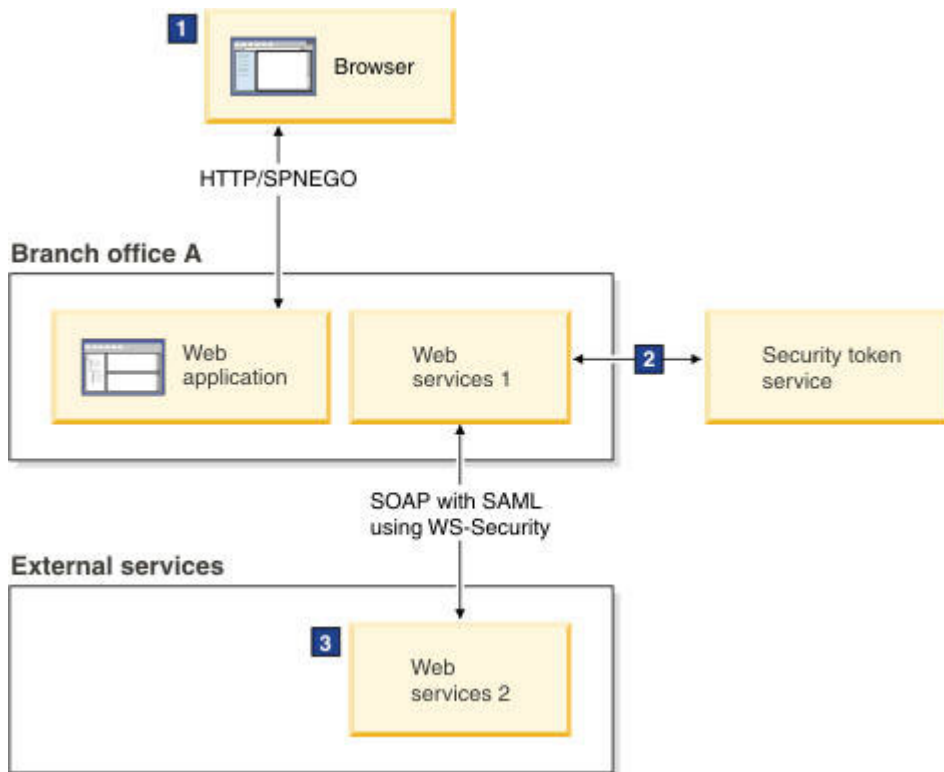 1
Browser
HTTP/SPNEGO
Branch office A
Web
application
Web
services 1
2
Security token
service
SOAP with SAML
using WS-Security
External services
3
Web
services 2